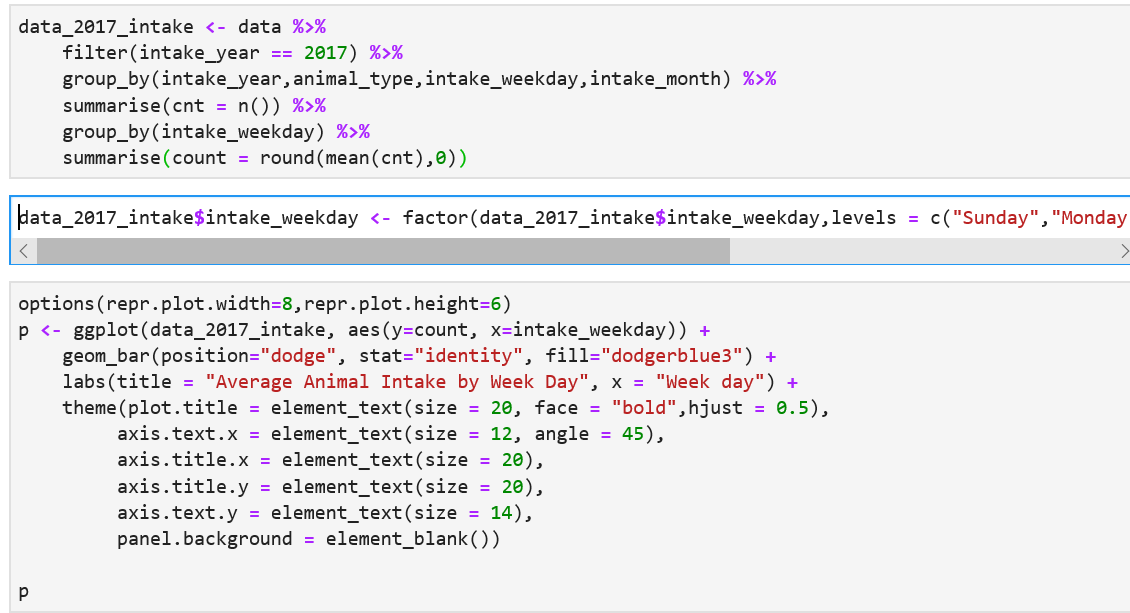 data_2017_intake <- data %>%
    filter(intake_year == 2017) %>%
    group_by(intake_year,animal_type,intake_weekday,intake_month) %>%
    summarise(cnt = n()) %>%
    group_by(intake_weekday) %>%
    summarise(count = round(mean(cnt),0))
data_2017_intake$intake_weekday <- factor(data_2017_intake$intake_weekday,levels = c("Sunday","Monday
options(repr.plot.width=8,repr.plot.height=6)
p <- ggplot(data_2017_intake, aes(y=count, x=intake_weekday)) +
    geom_bar(position="dodge", stat="identity", fill="dodgerblue3") +
    labs(title = "Average Animal Intake by Week Day", x = "Week day") +
    theme(plot.title = element_text(size = 20, face = "bold",hjust = 0.5),
         axis.text.x = element_text(size = 12, angle = 45),
         axis.title.x = element_text(size = 20),
         axis.title.y = element_text(size = 20),
         axis.text.y = element_text(size = 14),
         panel.background = element_blank())
p